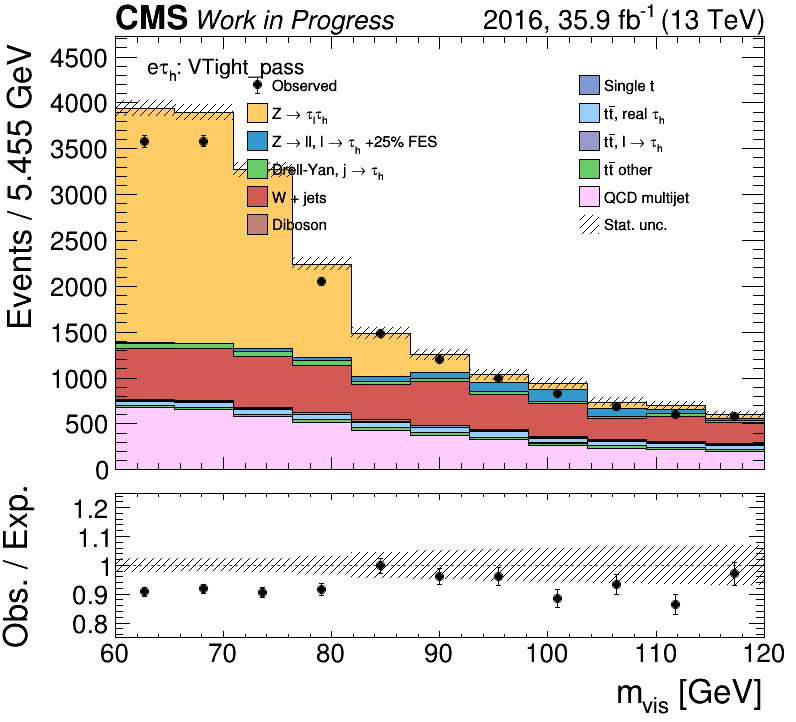 CMS Work in Progress 2016, 35.9 fb⁻¹ (13 TeV)
Events / 5.455 GeV
4500
4000
3500
3000
2500
2000
1500
1000
500
0
eτₕ: VTight_pass
Observed
Z → τₗτₕ
Z → ll, l → τₕ +25% FES
Drell-Yan, j → τₕ
W + jets
Diboson
Single t
tt̄, real τₕ
tt̄, l → τₕ
tt̄ other
QCD multijet
Stat. unc.
Obs. / Exp.
1.2
1.1
1
0.9
0.8
60 70 80 90 100 110 120
m_vis [GeV]